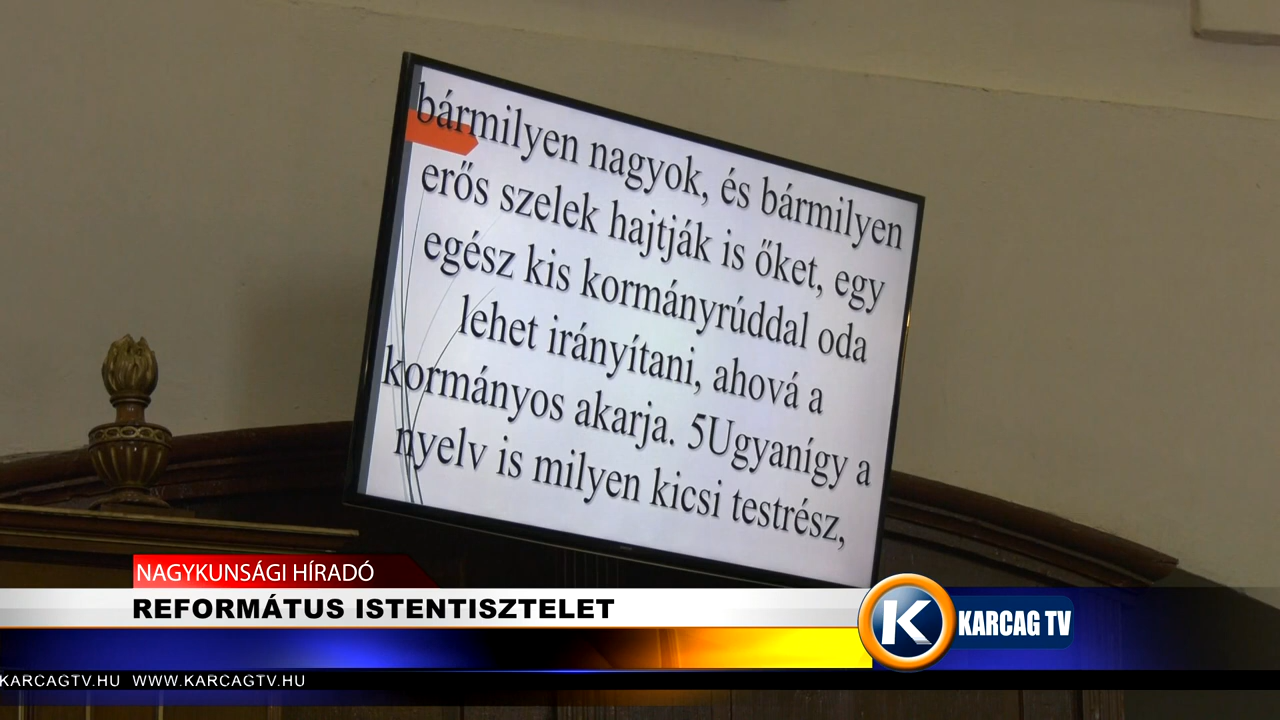 bármilyen nagyok, és bármilyen
erős szelek hajtják is őket, egy
egész kis kormányrúddal oda
lehet irányítani, ahová a
kormányos akarja. 5Ugyanígy a
nyelv is milyen kicsi testrész,
NAGYKUNSÁGI HÍRADÓ
REFORMÁTUS ISTENTISZTELET
K KARCAG TV
KARCAGTV.HU WWW.KARCAGTV.HU